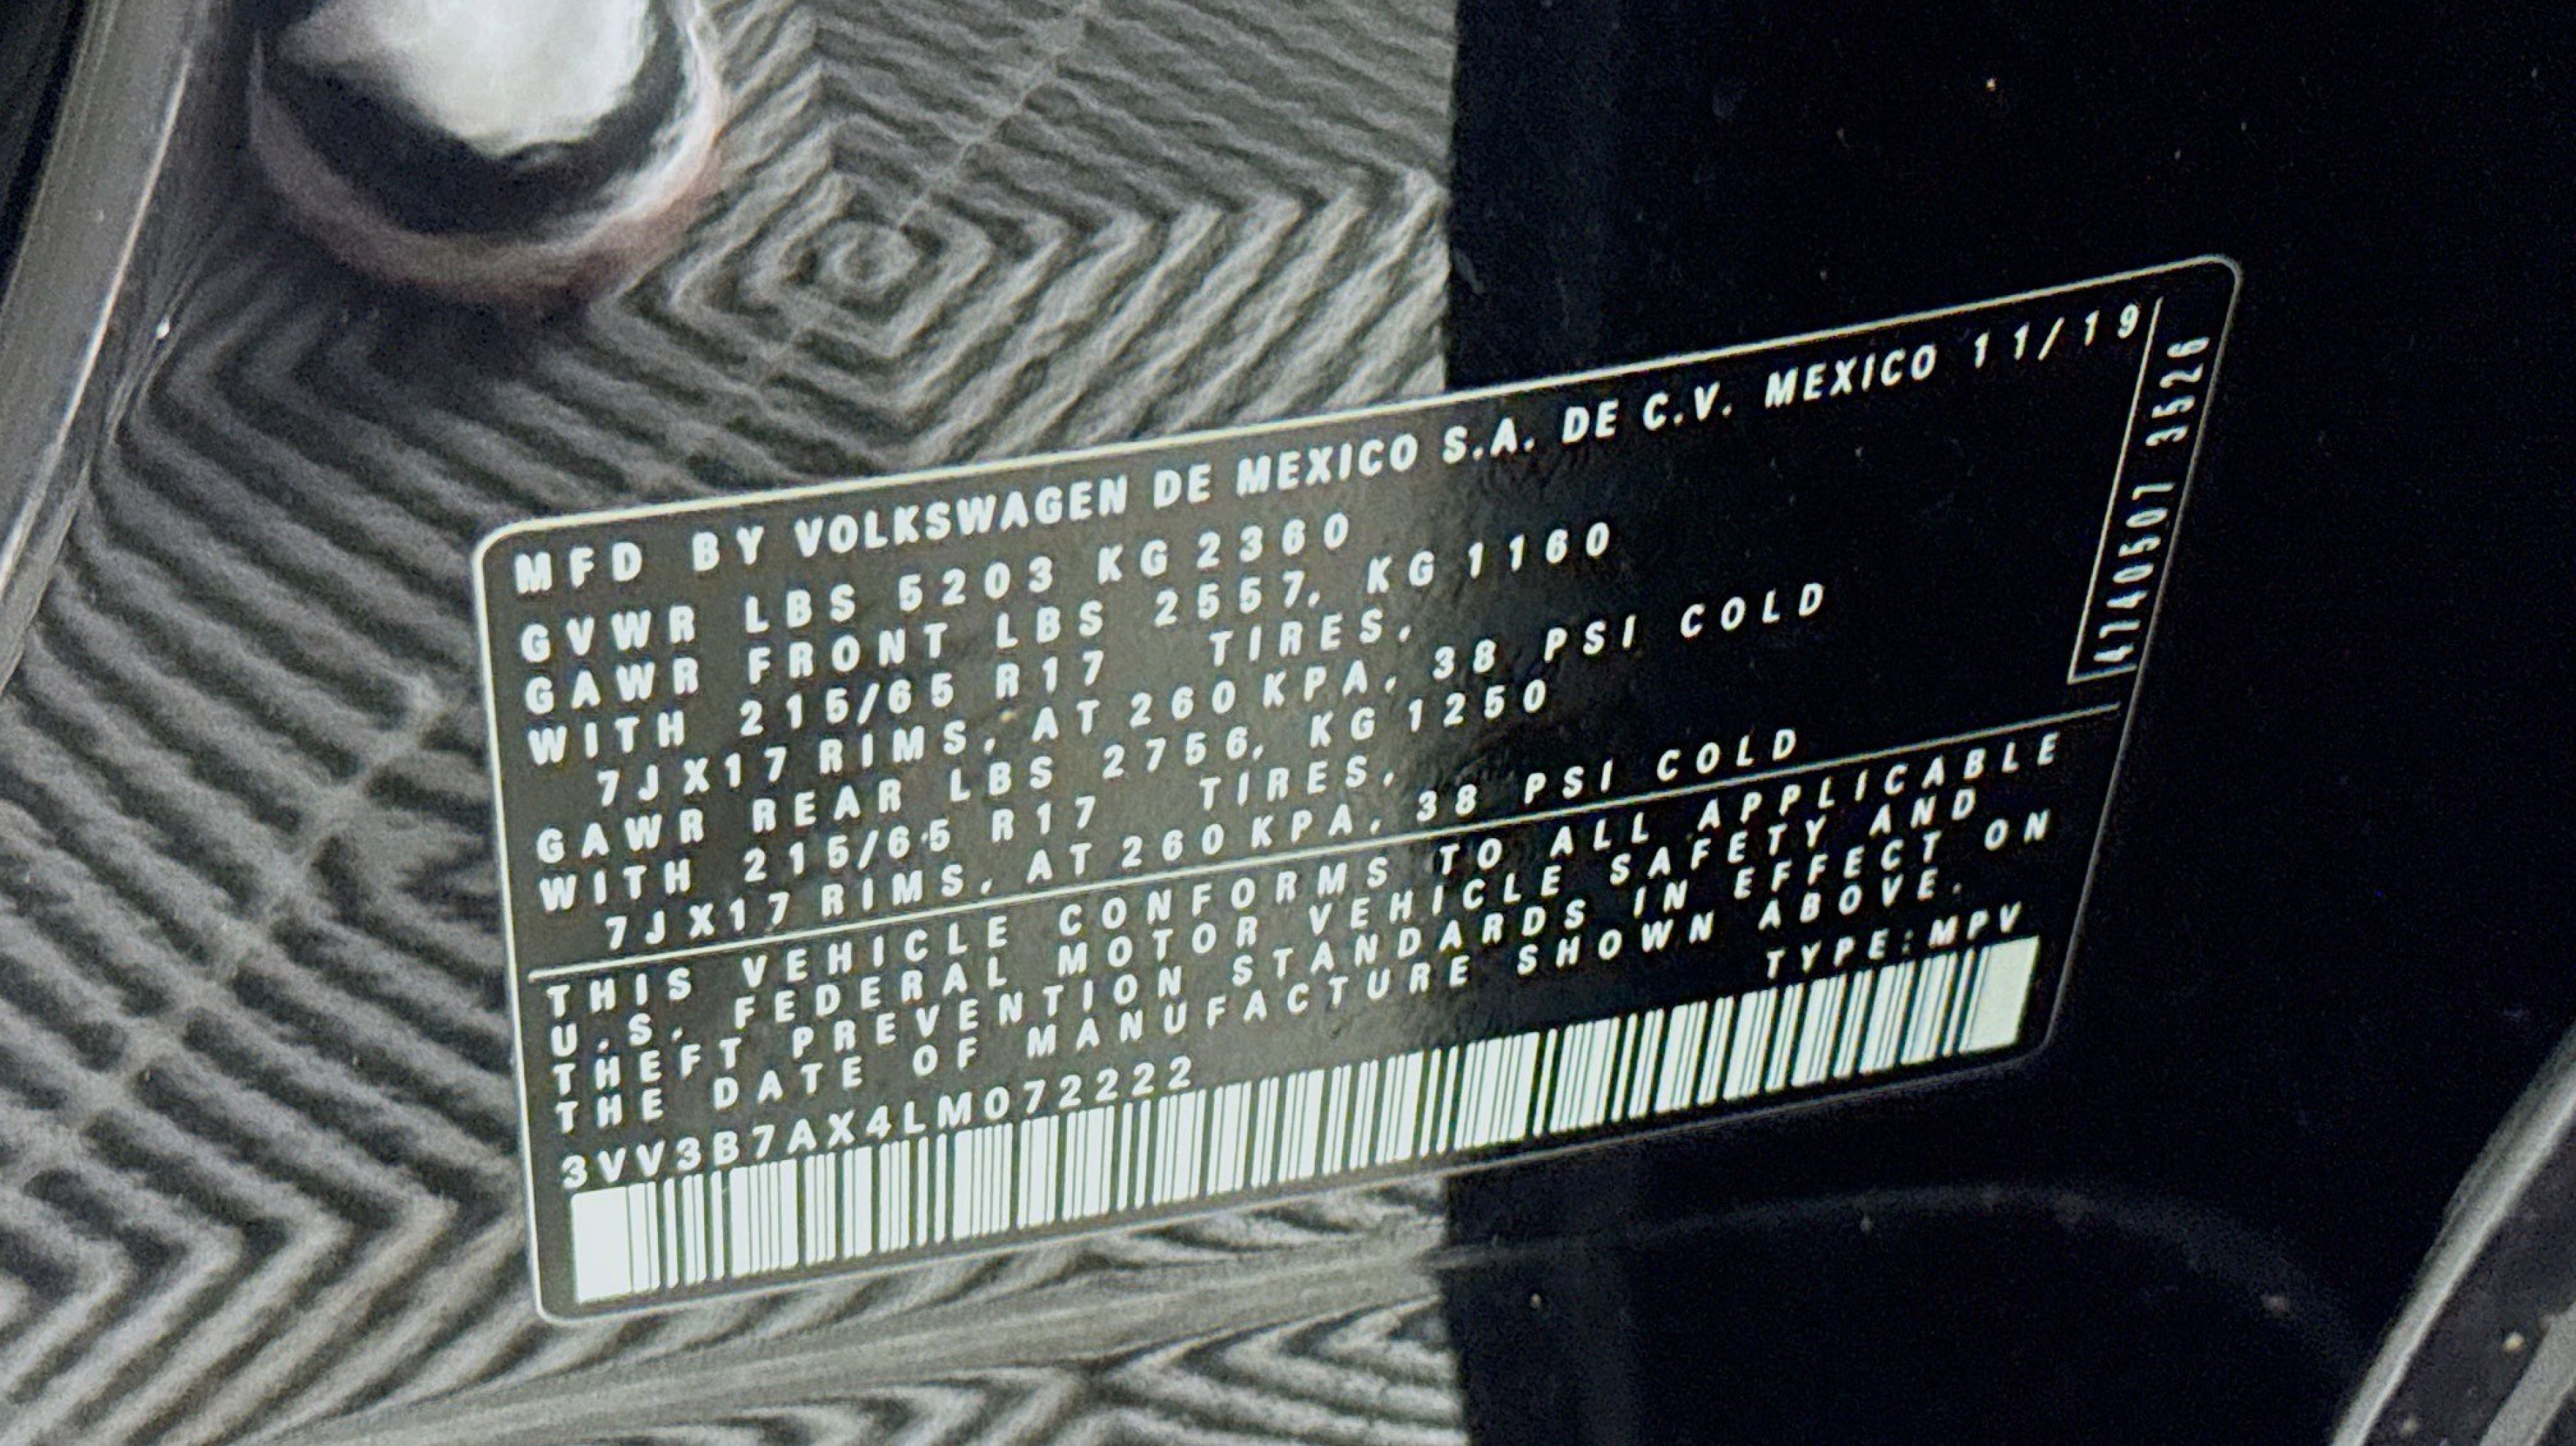 MFD BY VOLKSWAGEN DE MEXICO S.A. DE C.V. MEXICO 11/19
GVWR LBS 5203 KG 2360
GAWR FRONT LBS 2557, KG 1160
WITH 215/65 R17 TIRES,
7JX17 RIMS, AT 260 KPA, 38 PSI COLD
GAWR REAR LBS 2756, KG 1250
WITH 215/65 R17 TIRES,
7JX17 RIMS, AT 260 KPA, 38 PSI COLD
THIS VEHICLE CONFORMS TO ALL APPLICABLE
U.S. FEDERAL MOTOR VEHICLE SAFETY AND
THEFT PREVENTION STANDARDS IN EFFECT ON
THE DATE OF MANUFACTURE SHOWN ABOVE.
TYPE:MPV
3VV3B7AX4LM072222
4740507 3526